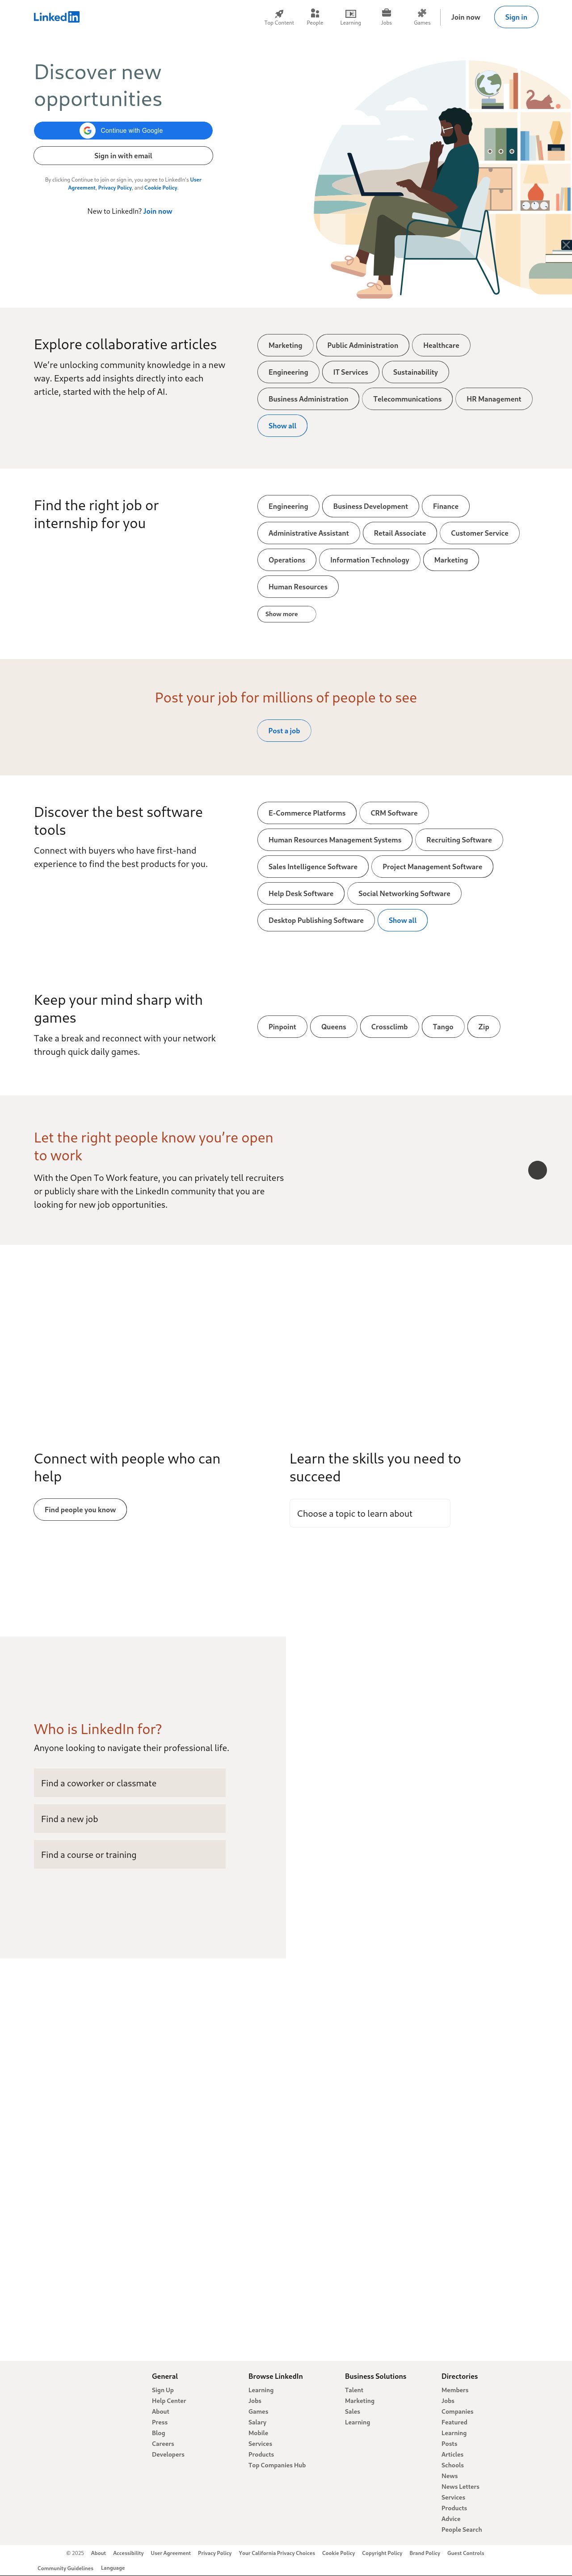 LinkedIn
Top Content People Learning Jobs Games Join now Sign in
Discover new
opportunities
Continue with Google
Sign in with email
By clicking Continue to join or sign in, you agree to LinkedIn's User
Agreement, Privacy Policy, and Cookie Policy.
New to LinkedIn? Join now
Explore collaborative articles
We're unlocking community knowledge in a new
way. Experts add insights directly into each
article, started with the help of AI.
Marketing Public Administration Healthcare
Engineering IT Services Sustainability
Business Administration Telecommunications HR Management
Show all
Find the right job or
internship for you
Engineering Business Development Finance
Administrative Assistant Retail Associate Customer Service
Operations Information Technology Marketing
Human Resources
Show more
Post your job for millions of people to see
Post a job
Discover the best software
tools
Connect with buyers who have first-hand
experience to find the best products for you.
E-Commerce Platforms CRM Software
Human Resources Management Systems Recruiting Software
Sales Intelligence Software Project Management Software
Help Desk Software Social Networking Software
Desktop Publishing Software Show all
Keep your mind sharp with
games
Take a break and reconnect with your network
through quick daily games.
Pinpoint Queens Crossclimb Tango Zip
Let the right people know you're open
to work
With the Open To Work feature, you can privately tell recruiters
or publicly share with the LinkedIn community that you are
looking for new job opportunities.
Connect with people who can
help
Find people you know
Learn the skills you need to
succeed
Choose a topic to learn about
Who is LinkedIn for?
Anyone looking to navigate their professional life.
Find a coworker or classmate
Find a new job
Find a course or training
General
Sign Up
Help Center
About
Press
Blog
Careers
Developers
Browse LinkedIn
Learning
Jobs
Games
Salary
Mobile
Services
Products
Top Companies Hub
Business Solutions
Talent
Marketing
Sales
Learning
Directories
Members
Jobs
Companies
Featured
Learning
Posts
Articles
Schools
News
News Letters
Services
Products
Advice
People Search
© 2025 About Accessibility User Agreement Privacy Policy Your California Privacy Choices Cookie Policy Copyright Policy Brand Policy Guest Controls
Community Guidelines Language